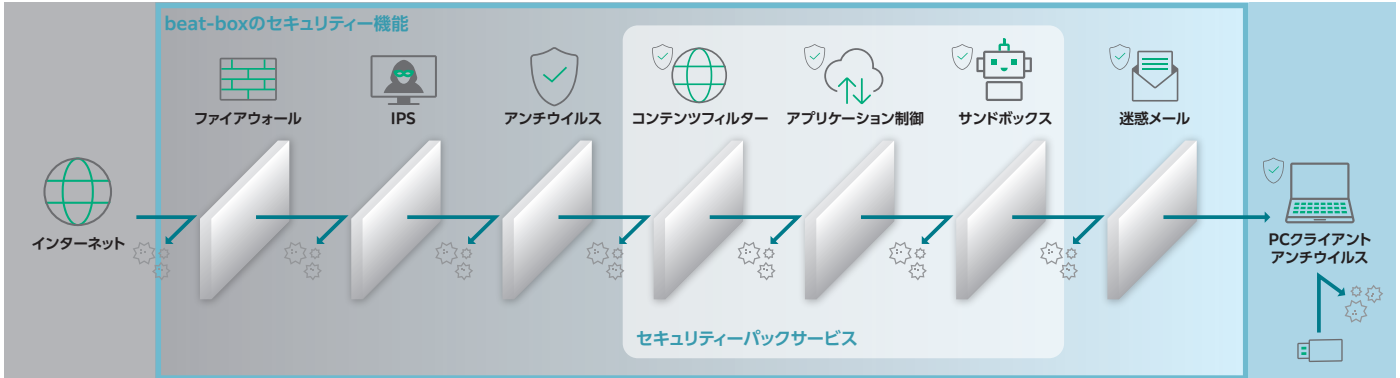 beat-boxのセキュリティー機能
ファイアウォール
IPS
アンチウイルス
コンテンツフィルター
アプリケーション制御
サンドボックス
迷惑メール
インターネット
PCクライアント
アンチウイルス
セキュリティーパックサービス